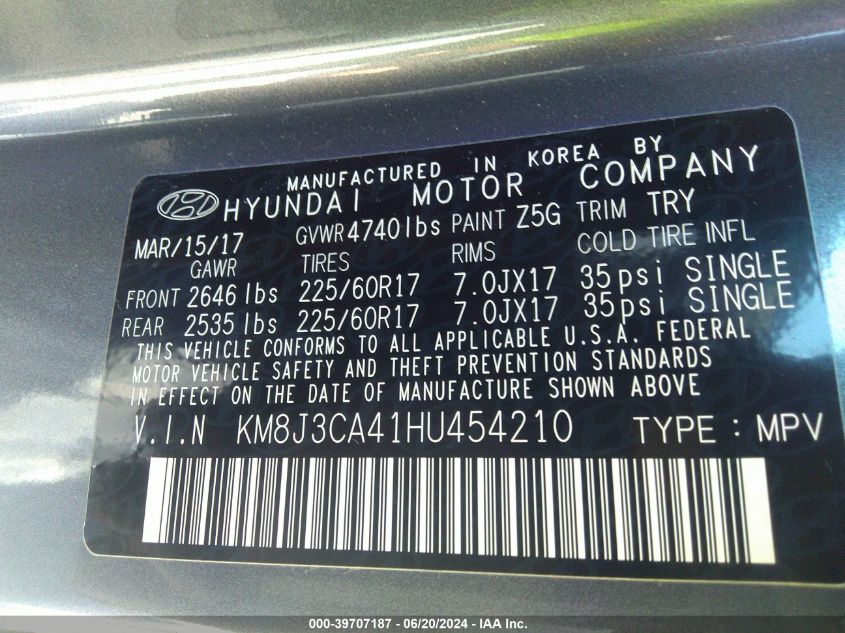 MANUFACTURED IN KOREA BY
HYUNDAI MOTOR COMPANY
MAR/15/17 GVWR 4740 lbs PAINT Z5G TRIM TRY
GAWR TIRES RIMS COLD TIRE INFL
FRONT 2646 lbs 225/60R17 7.0JX17 35psi SINGLE
REAR 2535 lbs 225/60R17 7.0JX17 35psi SINGLE
THIS VEHICLE CONFORMS TO ALL APPLICABLE U.S.A. FEDERAL
MOTOR VEHICLE SAFETY AND THEFT PREVENTION STANDARDS
IN EFFECT ON THE DATE OF MANUFACTURE SHOWN ABOVE.
V.I.N KM8J3CA41HU454210 TYPE : MPV
000-39707187 - 06/20/2024 - IAA Inc.